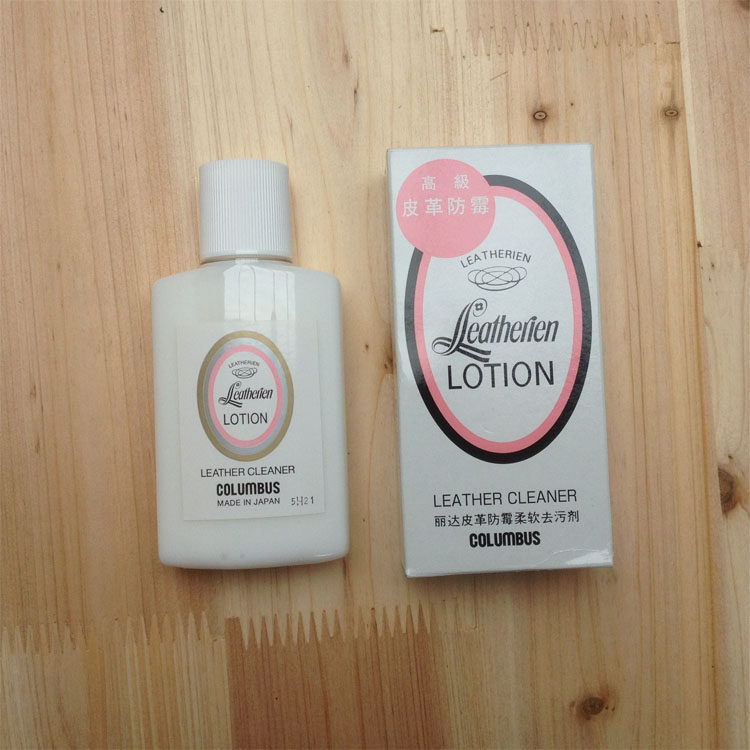 LEATHERIEN
Leatherien
LOTION
LEATHER CLEANER
COLUMBUS
MADE IN JAPAN
高級
皮革防霉
LEATHERIEN
Leatherien
LOTION
LEATHER CLEANER
丽达皮革防霉柔软去污剂
COLUMBUS